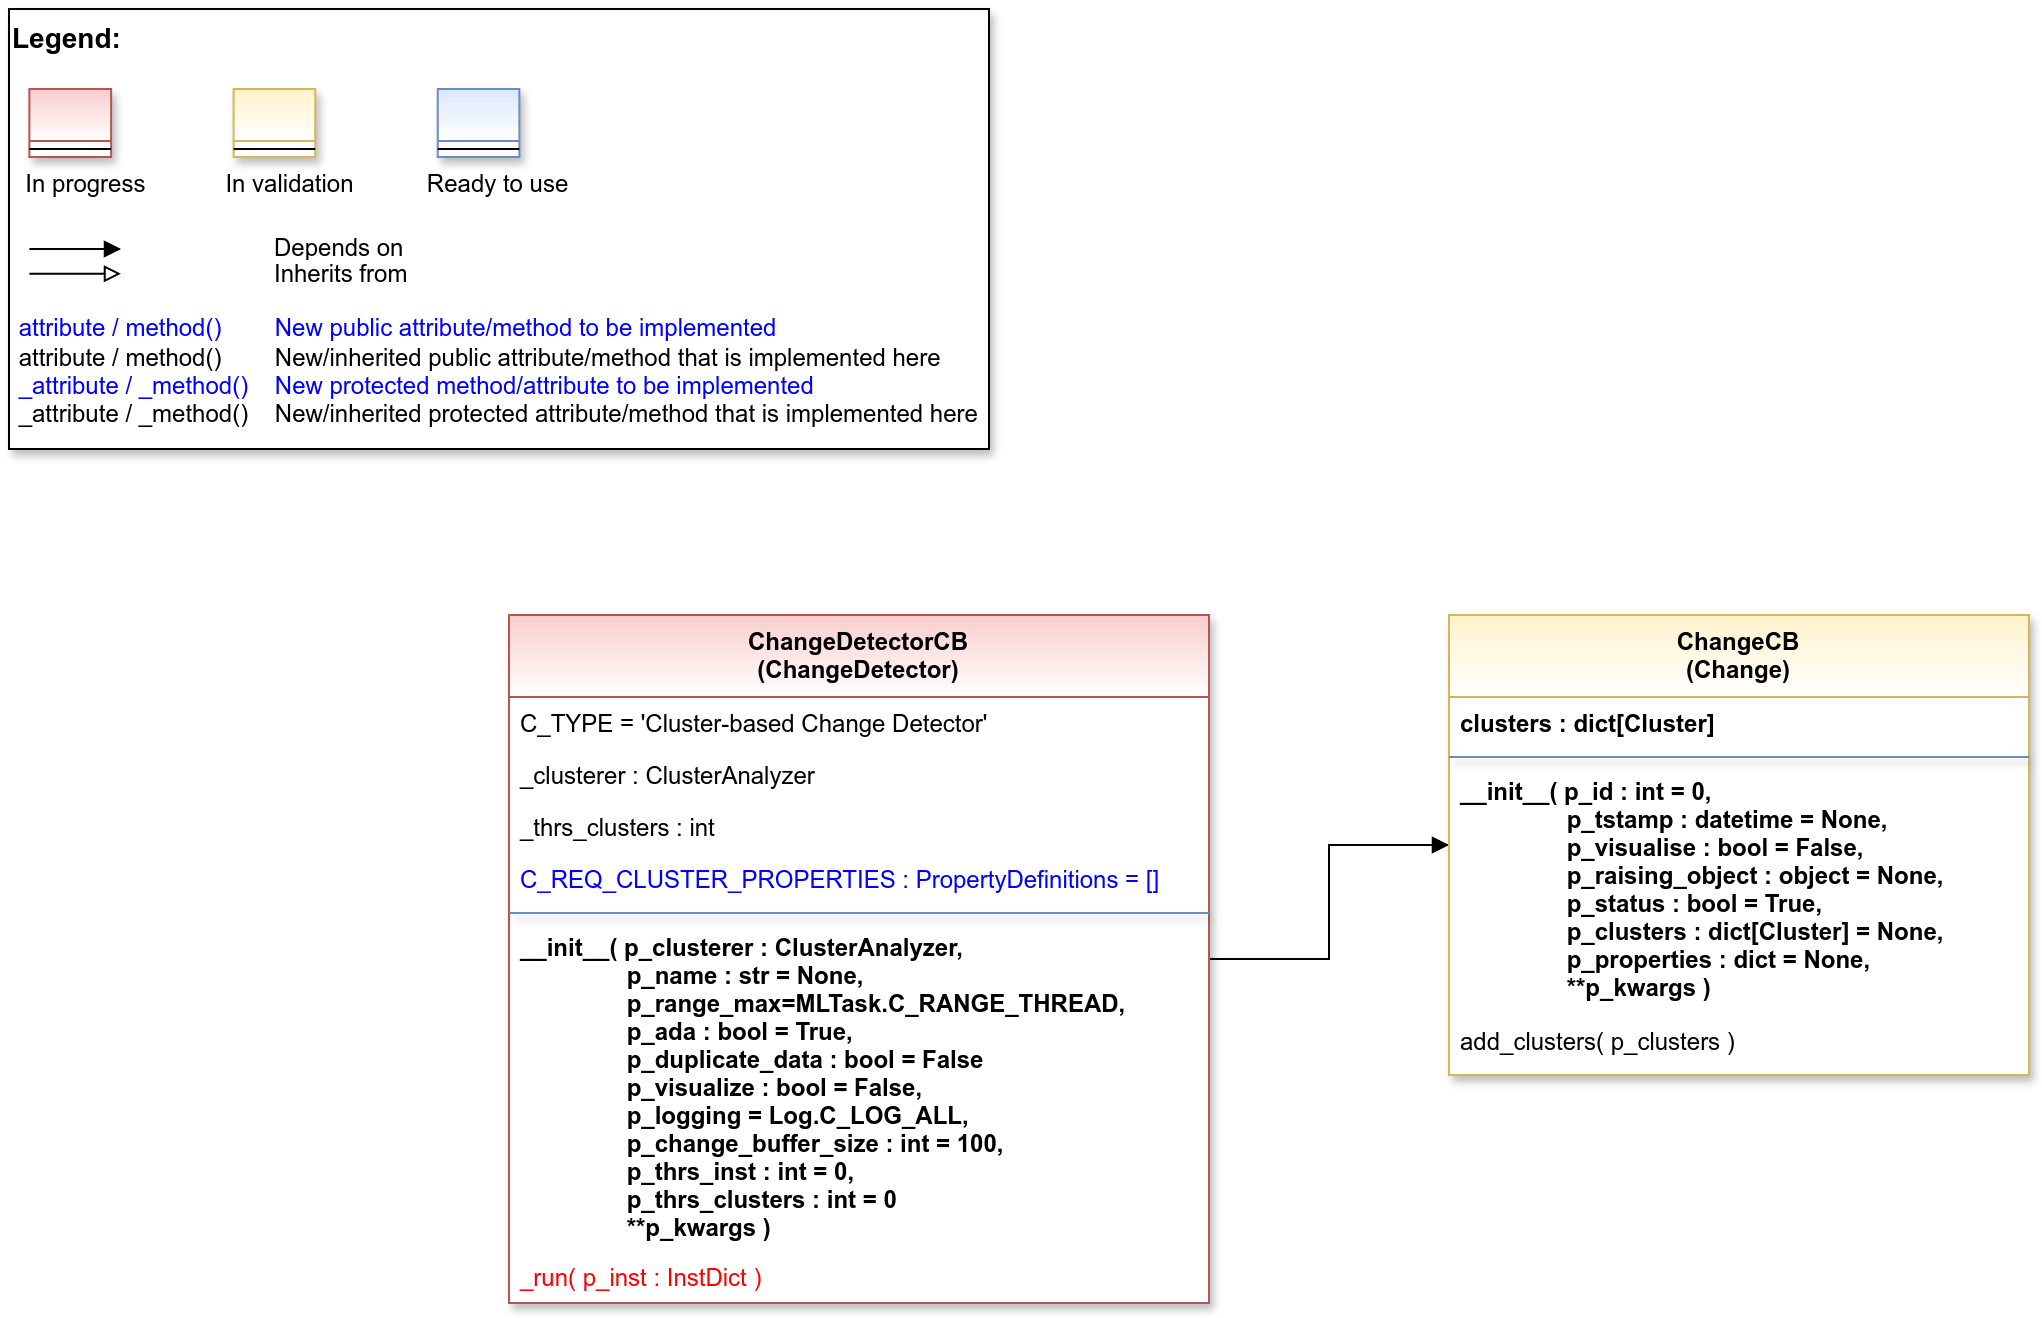 Legend:
In progress
In validation
Ready to use
Depends on
Inherits from
attribute / method() New public attribute/method to be implemented
attribute / method() New/inherited public attribute/method that is implemented here
_attribute / _method() New protected method/attribute to be implemented
_attribute / _method() New/inherited protected attribute/method that is implemented here
ChangeDetectorCB
(ChangeDetector)
C_TYPE = 'Cluster-based Change Detector'
_clusterer : ClusterAnalyzer
_thrs_clusters : int
C_REQ_CLUSTER_PROPERTIES : PropertyDefinitions = []
__init__( p_clusterer : ClusterAnalyzer,
p_name : str = None,
p_range_max=MLTask.C_RANGE_THREAD,
p_ada : bool = True,
p_duplicate_data : bool = False
p_visualize : bool = False,
p_logging = Log.C_LOG_ALL,
p_change_buffer_size : int = 100,
p_thrs_inst : int = 0,
p_thrs_clusters : int = 0
**p_kwargs )
_run( p_inst : InstDict )
ChangeCB
(Change)
clusters : dict[Cluster]
__init__( p_id : int = 0,
p_tstamp : datetime = None,
p_visualise : bool = False,
p_raising_object : object = None,
p_status : bool = True,
p_clusters : dict[Cluster] = None,
p_properties : dict = None,
**p_kwargs )
add_clusters( p_clusters )